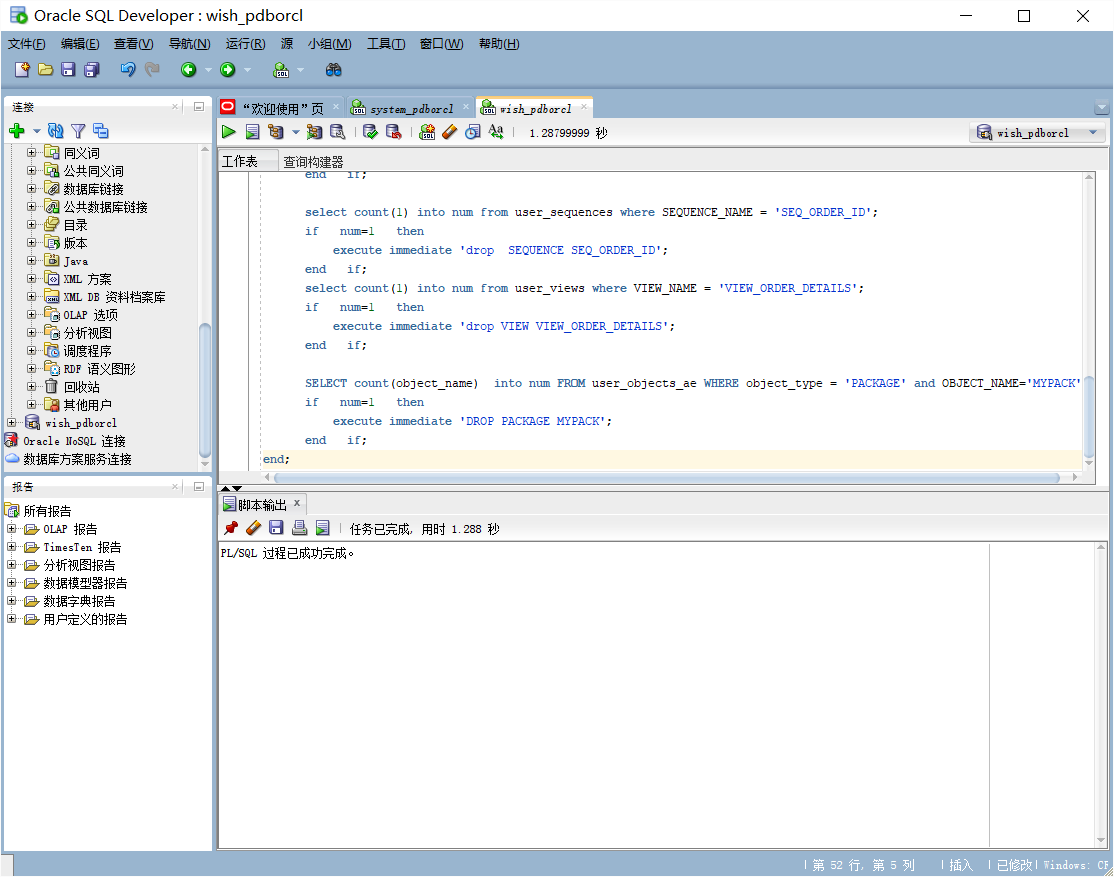 Oracle SQL Developer : wish_pdborcl
文件(F) 编辑(E) 查看(V) 导航(N) 运行(R) 源 小组(M) 工具(T) 窗口(W) 帮助(H)
连接
同义词
公共同义词
数据库链接
公共数据库链接
目录
版本
Java
XML 方案
XML DB 资料档案库
OLAP 选项
分析视图
调度程序
RDF 语义图形
回收站
其他用户
wish_pdborcl
Oracle NoSQL 连接
数据库方案服务连接
报告
所有报告
OLAP 报告
TimesTen 报告
分析视图报告
数据模型器报告
数据字典报告
用户定义的报告
“欢迎使用”页 system_pdborcl wish_pdborcl
1.28799999 秒 wish_pdborcl
工作表 查询构建器
end   if;
select count(1) into num from user_sequences where SEQUENCE_NAME = 'SEQ_ORDER_ID';
if   num=1   then
execute immediate 'drop  SEQUENCE SEQ_ORDER_ID';
end   if;
select count(1) into num from user_views where VIEW_NAME = 'VIEW_ORDER_DETAILS';
if   num=1   then
execute immediate 'drop VIEW VIEW_ORDER_DETAILS';
end   if;
SELECT count(object_name)  into num FROM user_objects_ae WHERE object_type = 'PACKAGE' and OBJECT_NAME='MYPACK'
if   num=1   then
execute immediate 'DROP PACKAGE MYPACK';
end   if;
end;
脚本输出
任务已完成, 用时 1.288 秒
PL/SQL 过程已成功完成。
第 52 行, 第 5 列 插入 已修改 Windows: